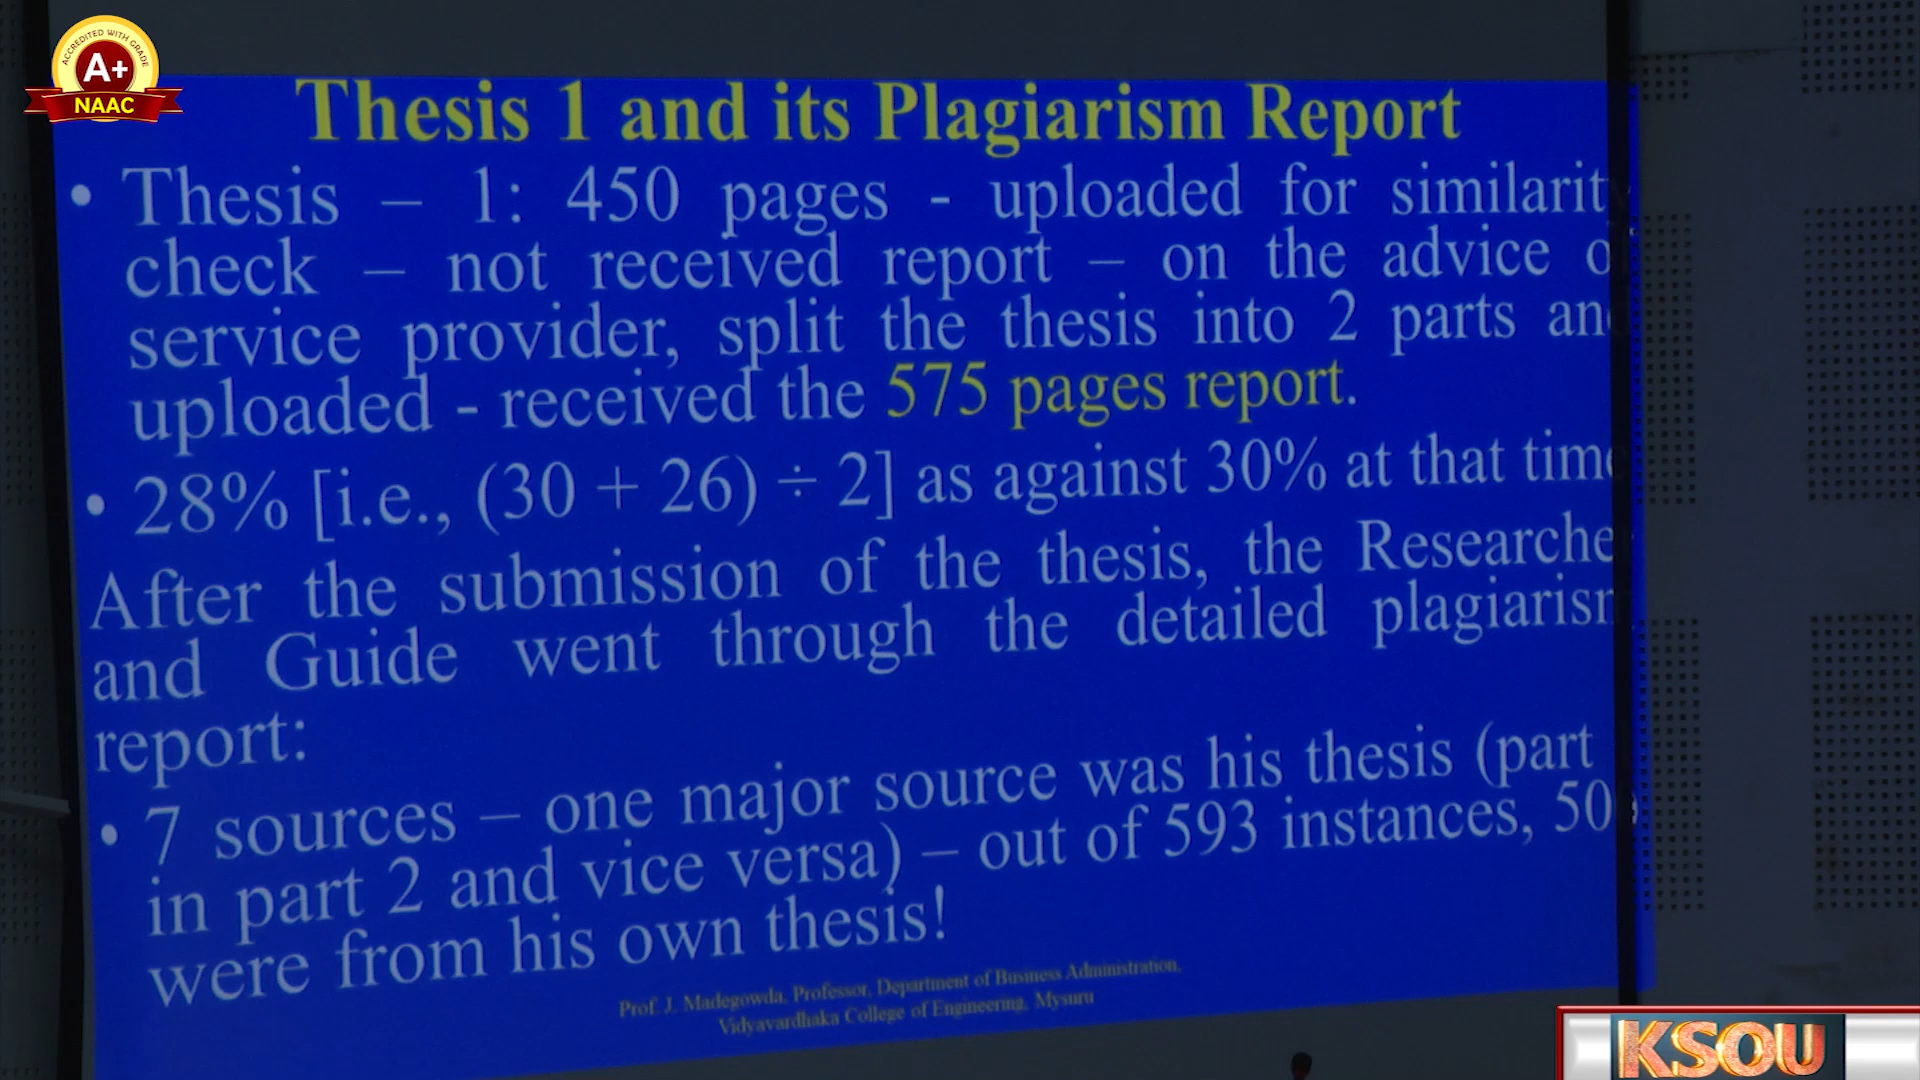 ACCREDITED WITH GRADE
A+
NAAC
Thesis 1 and its Plagiarism Report
• Thesis – 1: 450 pages - uploaded for similarity
check – not received report – on the advice o
service provider, split the thesis into 2 parts an
uploaded - received the 575 pages report.
• 28% [i.e., (30 + 26) ÷ 2] as against 30% at that time
After the submission of the thesis, the Researche
and Guide went through the detailed plagiarism
report:
• 7 sources – one major source was his thesis (part
in part 2 and vice versa) – out of 593 instances,
were from his own thesis!
Prof. J. Madegowda, Professor, Department of Business Administration,
Vidyavardhaka College of Engineering, Mysuru
KSOU